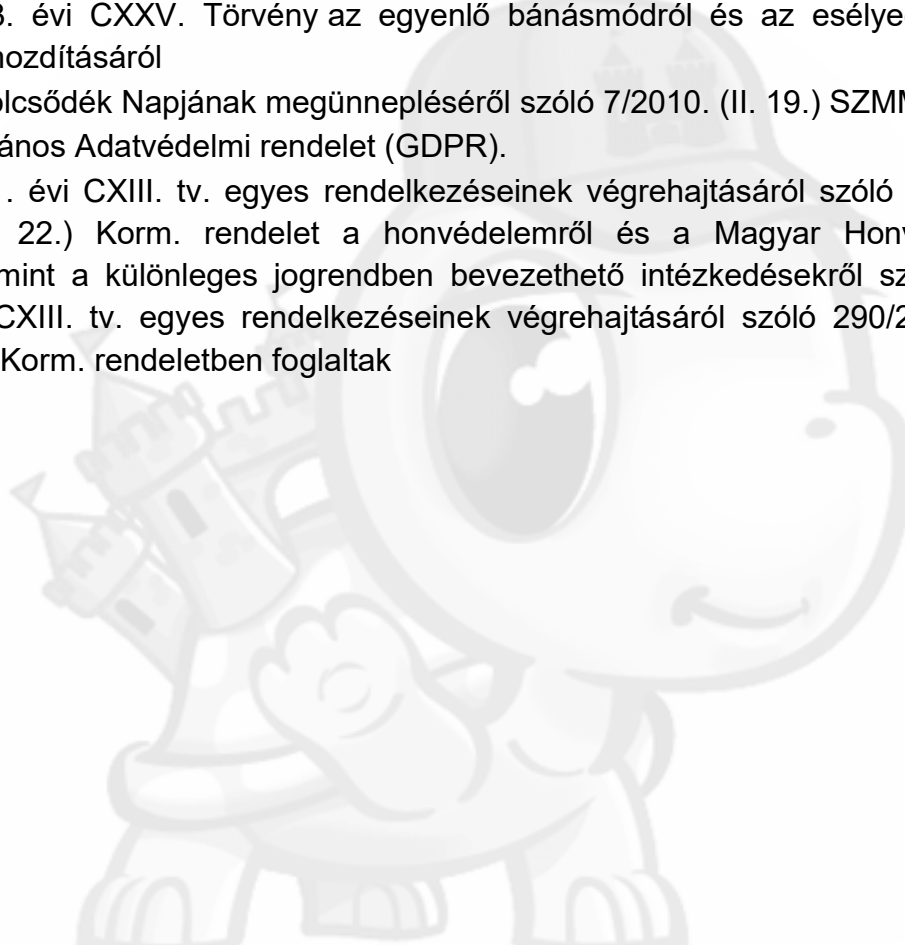 3. évi CXXV. Törvény az egyenlő bánásmódról és az esélye
nozdításáról
ölcsődék Napjának megünnepléséről szóló 7/2010. (II. 19.) SZMM
ános Adatvédelmi rendelet (GDPR).
. évi CXIII. tv. egyes rendelkezéseinek végrehajtásáról szóló
22.) Korm. rendelet a honvédelemről és a Magyar Honv
mint a különleges jogrendben bevezethető intézkedésekről sz
CXIII. tv. egyes rendelkezéseinek végrehajtásáról szóló 290/2
Korm. rendeletben foglaltak